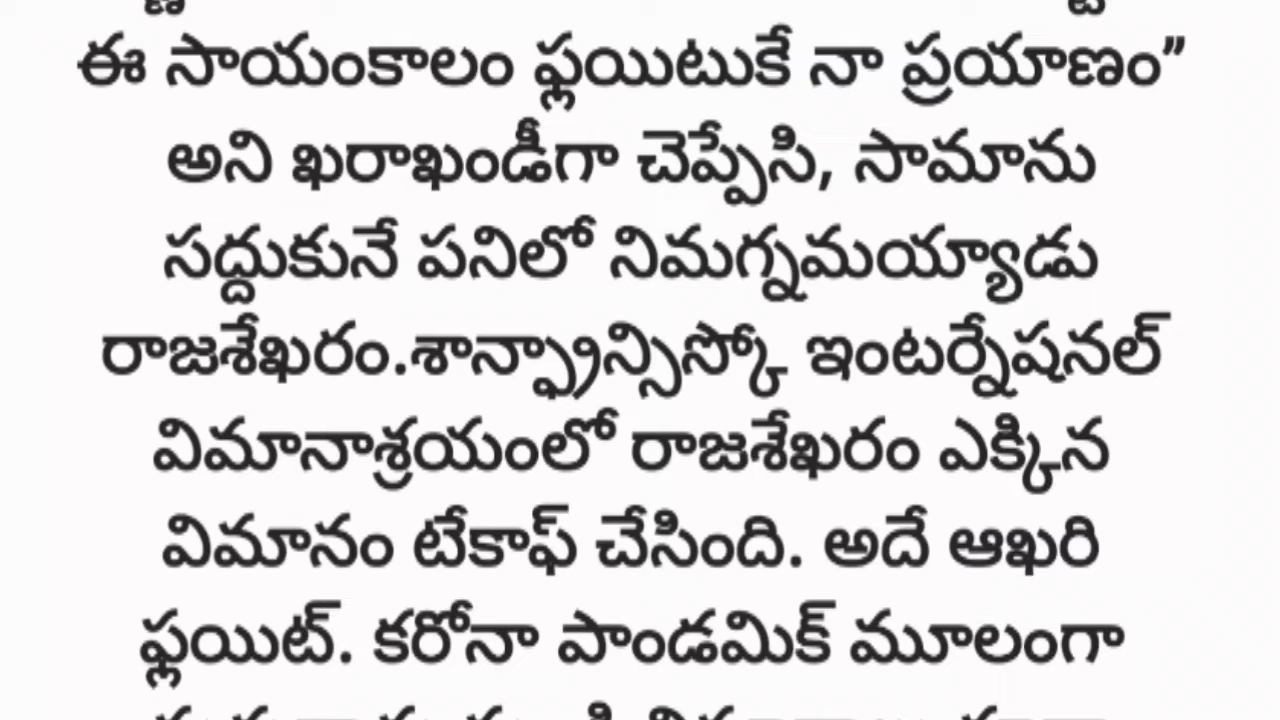 ఈ సాయంకాలం ఫ్లయిటుకే నా ప్రయాణం”
అని ఖరాఖండీగా చెప్పేసి, సామాను
సద్దుకునే పనిలో నిమగ్నమయ్యాడు
రాజశేఖరం.శాన్ఫ్రాన్సిస్కో ఇంటర్నేషనల్
విమానాశ్రయంలో రాజశేఖరం ఎక్కిన
విమానం టేకాఫ్ చేసింది. అదే ఆఖరి
ఫ్లయిట్. కరోనా పాండమిక్ మూలంగా